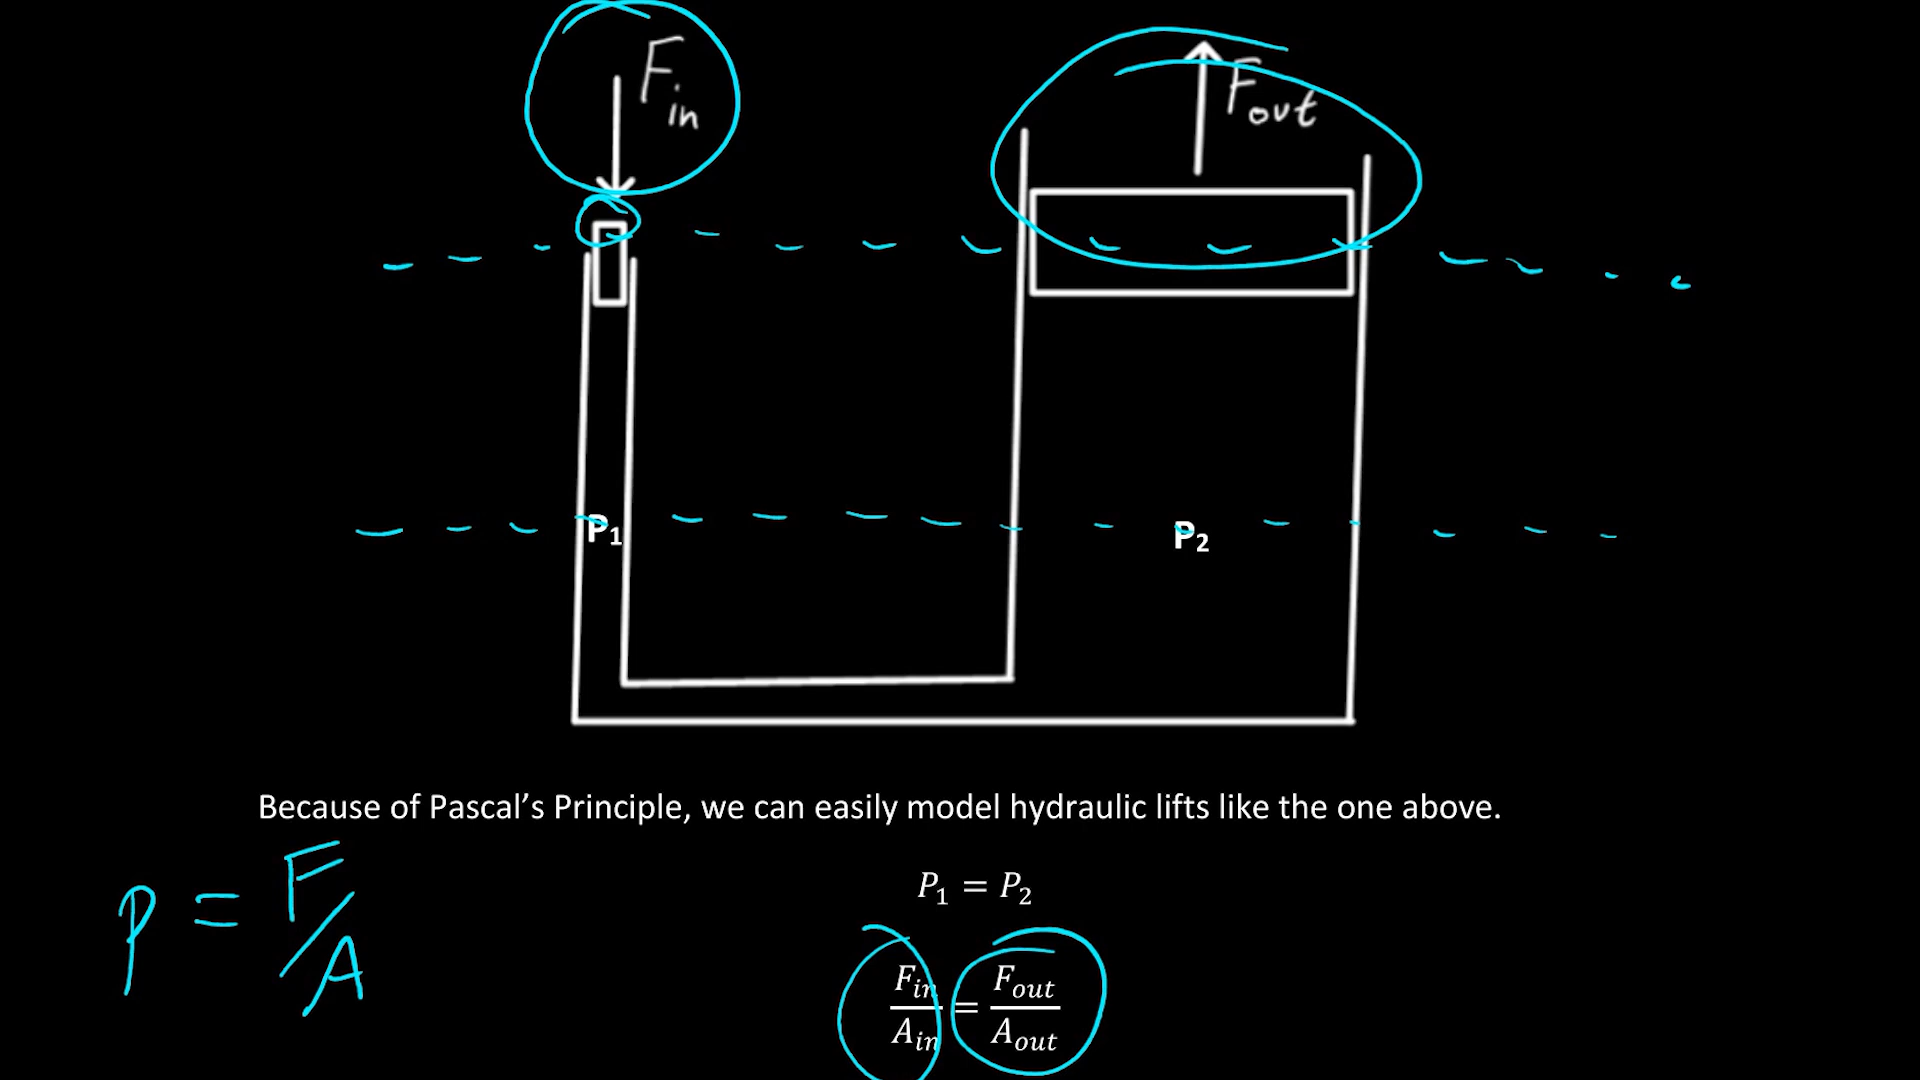 F_in
F_out
P₁
P₂
Because of Pascal’s Principle, we can easily model hydraulic lifts like the one above.
P = F/A
P₁ = P₂
F_in/A_in = F_out/A_out